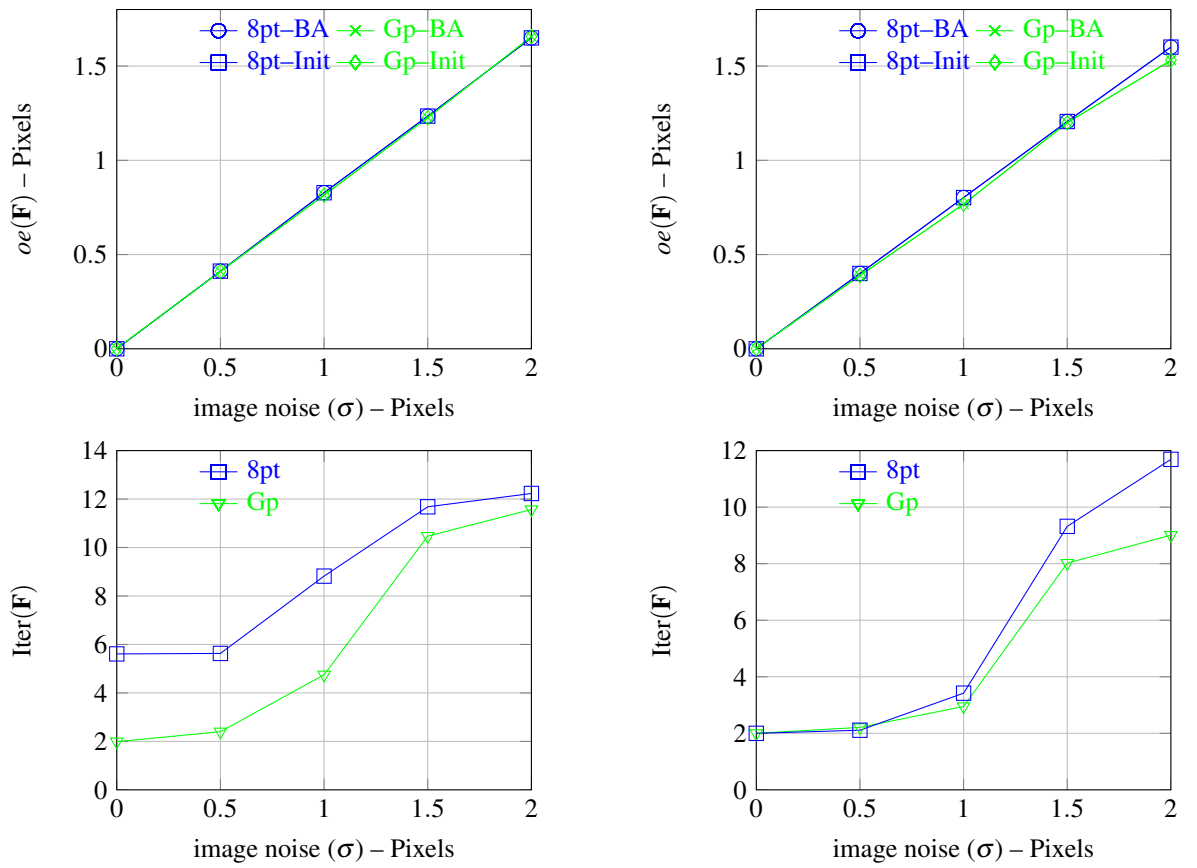 8pt–BA Gp–BA
8pt–Init Gp–Init
1.5
1
0.5
0
oe(F) – Pixels
0 0.5 1 1.5 2
image noise (σ) – Pixels
8pt–BA Gp–BA
8pt–Init Gp–Init
1.5
1
0.5
0
oe(F) – Pixels
0 0.5 1 1.5 2
image noise (σ) – Pixels
8pt
Gp
14
12
10
8
6
4
2
0
Iter(F)
0 0.5 1 1.5 2
image noise (σ) – Pixels
8pt
Gp
12
10
8
6
4
2
0
Iter(F)
0 0.5 1 1.5 2
image noise (σ) – Pixels